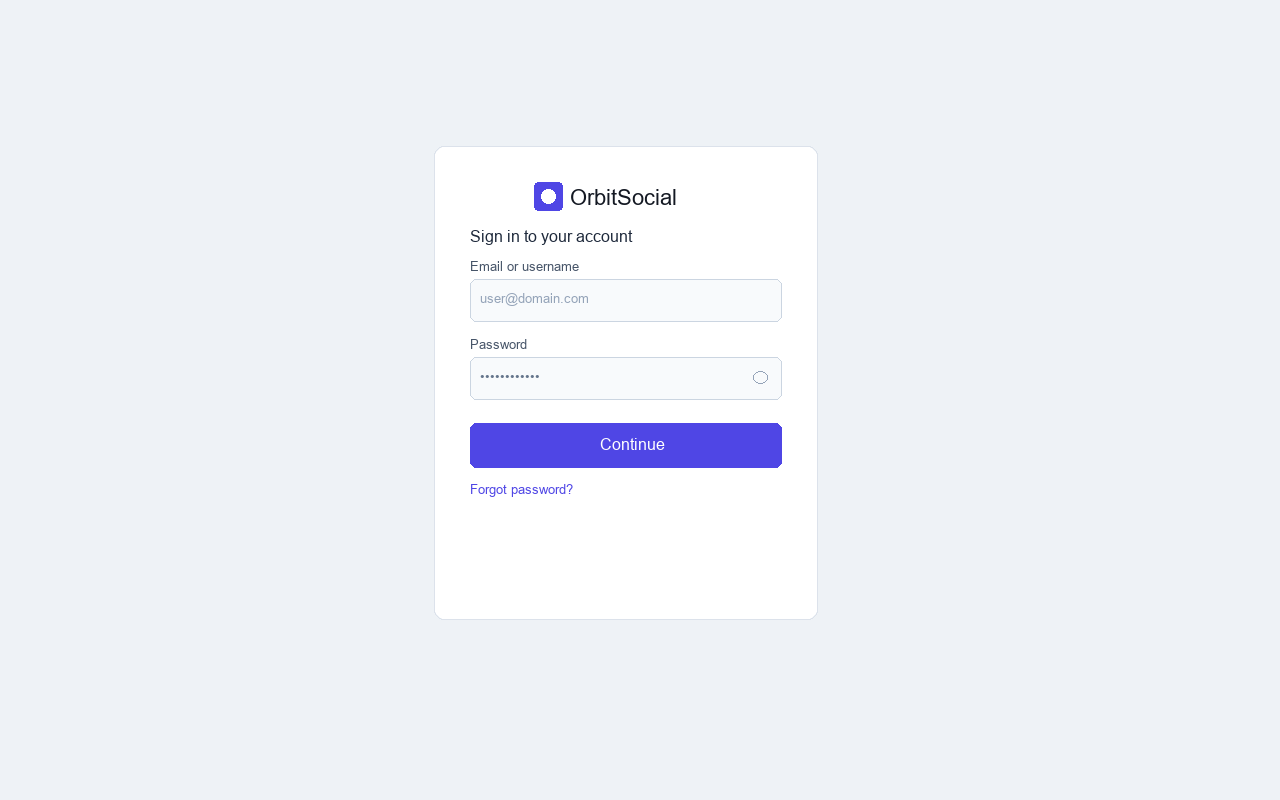 OrbitSocial
Sign in to your account
Email or username
user@domain.com
Password
••••••••••••
Continue
Forgot password?